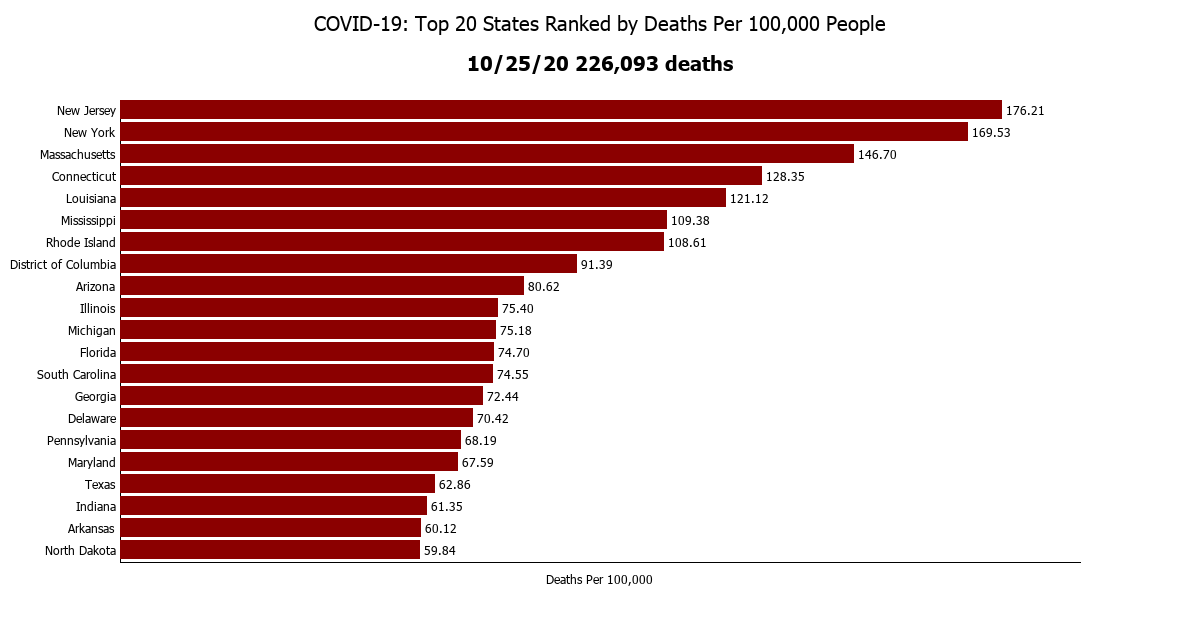 COVID-19: Top 20 States Ranked by Deaths Per 100,000 People
10/25/20 226,093 deaths
New Jersey 176.21
New York 169.53
Massachusetts 146.70
Connecticut 128.35
Louisiana 121.12
Mississippi 109.38
Rhode Island 108.61
District of Columbia 91.39
Arizona 80.62
Illinois 75.40
Michigan 75.18
Florida 74.70
South Carolina 74.55
Georgia 72.44
Delaware 70.42
Pennsylvania 68.19
Maryland 67.59
Texas 62.86
Indiana 61.35
Arkansas 60.12
North Dakota 59.84
Deaths Per 100,000